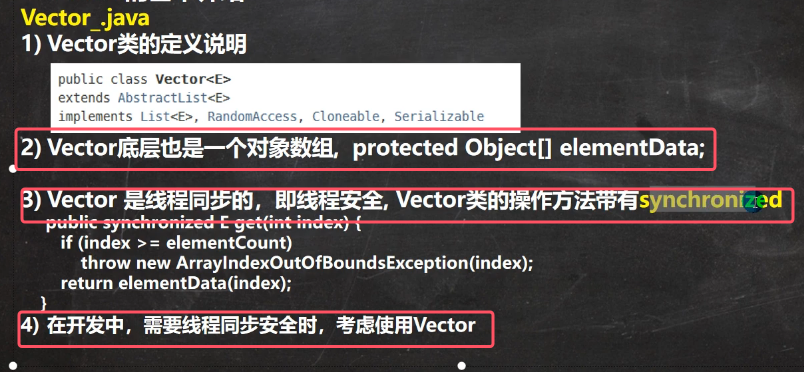 Vector_.java
1) Vector类的定义说明
public class Vector<E>
extends AbstractList<E>
implements List<E>, RandomAccess, Cloneable, Serializable
2) Vector底层也是一个对象数组, protected Object[] elementData;
3) Vector 是线程同步的, 即线程安全, Vector类的操作方法带有synchronized
public synchronized E get(int index) {
if (index >= elementCount)
throw new ArrayIndexOutOfBoundsException(index);
return elementData(index);
}
4) 在开发中, 需要线程同步安全时, 考虑使用Vector